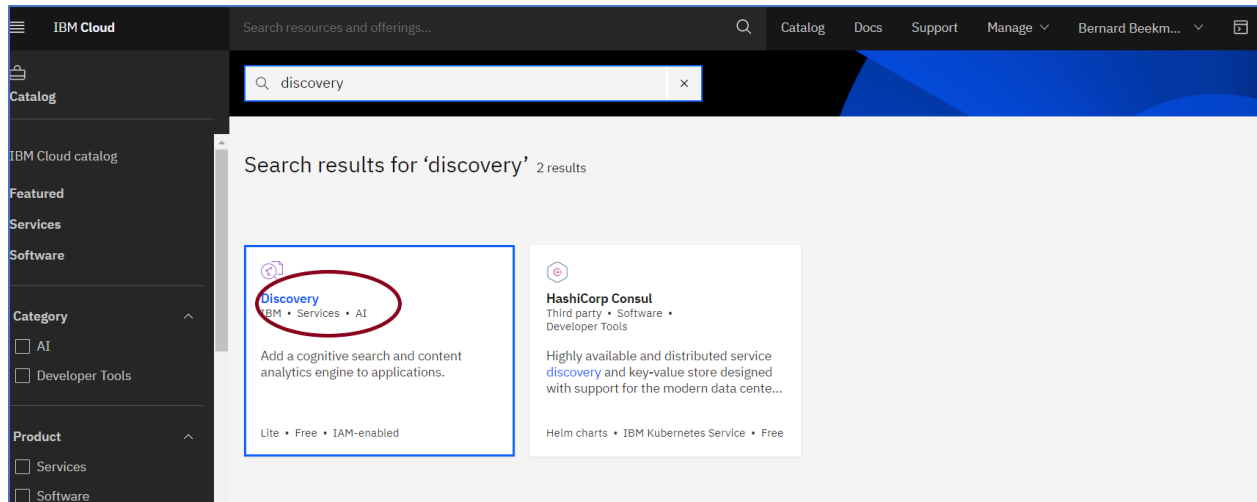 IBM Cloud
Search resources and offerings...
Catalog
Docs
Support
Manage
Bernard Beekm...
Catalog
IBM Cloud catalog
Featured
Services
Software
Category
AI
Developer Tools
Product
Services
Software
discovery
Search results for ‘discovery’ 2 results
Discovery
IBM • Services • AI
Add a cognitive search and content
analytics engine to applications.
Lite • Free • IAM-enabled
HashiCorp Consul
Third party • Software •
Developer Tools
Highly available and distributed service
discovery and key-value store designed
with support for the modern data cente...
Helm charts • IBM Kubernetes Service • Free